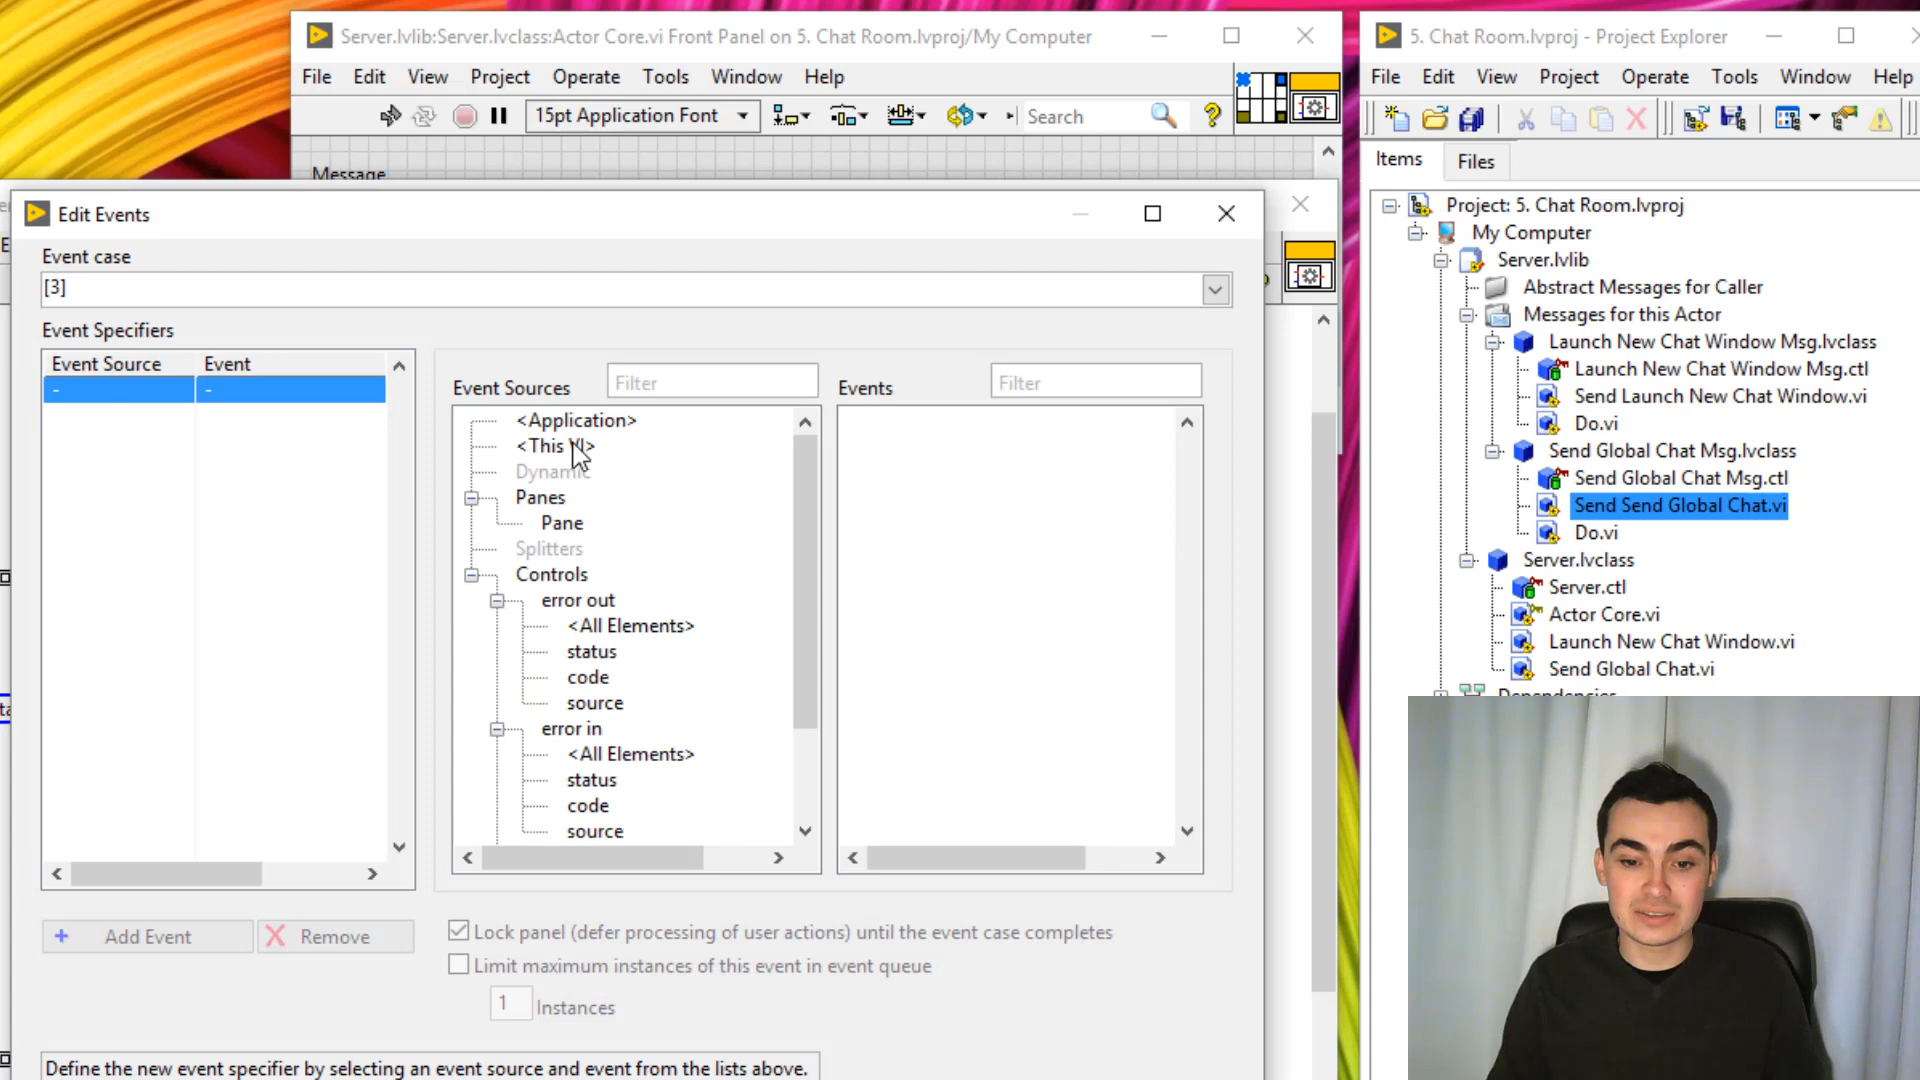 Server.lvlib:Server.lvclass:Actor Core.vi Front Panel on 5. Chat Room.lvproj/My Computer
File Edit View Project Operate Tools Window Help
15pt Application Font
Search
Message
Edit Events
Event case
[3]
Event Specifiers
Event Source Event
- -
Event Sources
Filter
Events
Filter
<Application>
<This VI>
Dynamic
Panes
Pane
Splitters
Controls
error out
<All Elements>
status
code
source
error in
<All Elements>
status
code
source
Add Event
Remove
Lock panel (defer processing of user actions) until the event case completes
Limit maximum instances of this event in event queue
1 Instances
Define the new event specifier by selecting an event source and event from the lists above.
5. Chat Room.lvproj - Project Explorer
File Edit View Project Operate Tools Window Help
Items Files
Project: 5. Chat Room.lvproj
My Computer
Server.lvlib
Abstract Messages for Caller
Messages for this Actor
Launch New Chat Window Msg.lvclass
Launch New Chat Window Msg.ctl
Send Launch New Chat Window.vi
Do.vi
Send Global Chat Msg.lvclass
Send Global Chat Msg.ctl
Send Send Global Chat.vi
Do.vi
Server.lvclass
Server.ctl
Actor Core.vi
Launch New Chat Window.vi
Send Global Chat.vi
Dependencies